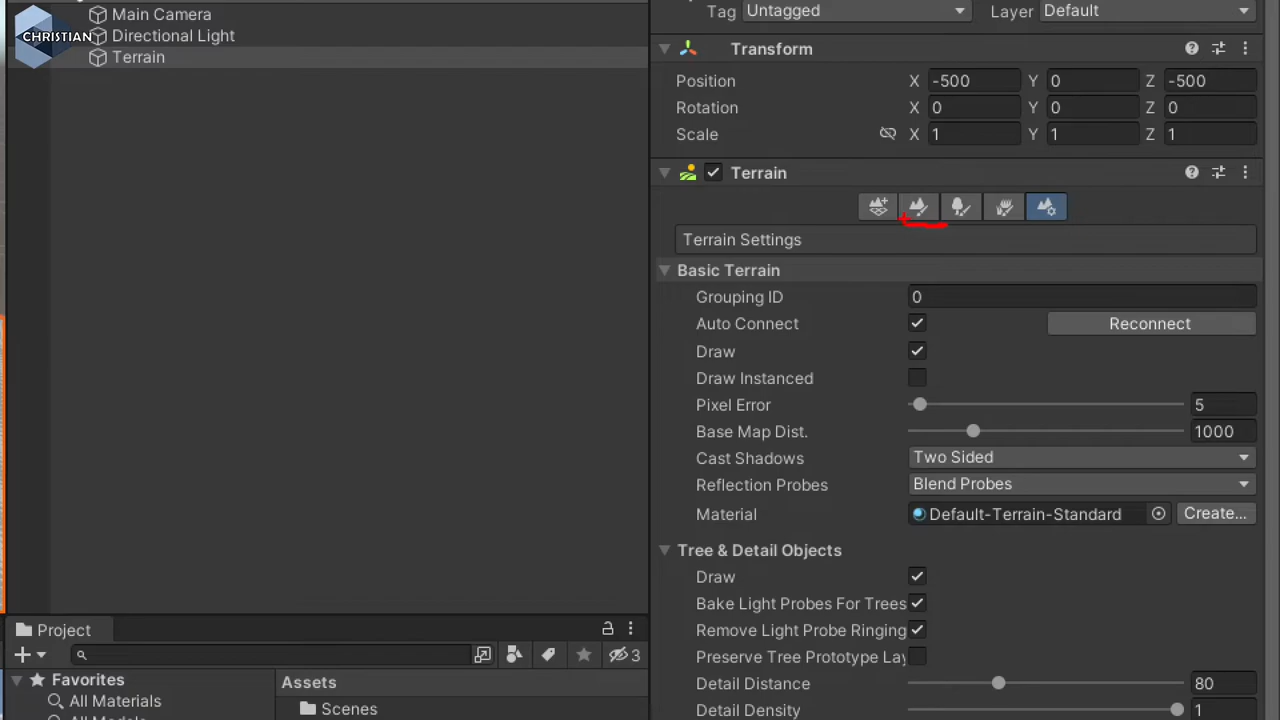 Main Camera
CHRISTIAN
Directional Light
Terrain
Tag Untagged Layer Default
Transform
Position X -500 Y 0 Z -500
Rotation X 0 Y 0 Z 0
Scale X 1 Y 1 Z 1
Terrain
Terrain Settings
Basic Terrain
Grouping ID 0
Auto Connect Reconnect
Draw
Draw Instanced
Pixel Error 5
Base Map Dist. 1000
Cast Shadows Two Sided
Reflection Probes Blend Probes
Material Default-Terrain-Standard Create...
Tree & Detail Objects
Draw
Bake Light Probes For Trees
Remove Light Probe Ringing
Preserve Tree Prototype Lay
Detail Distance 80
Detail Density 1
Project
3
Favorites
All Materials
Assets
Scenes